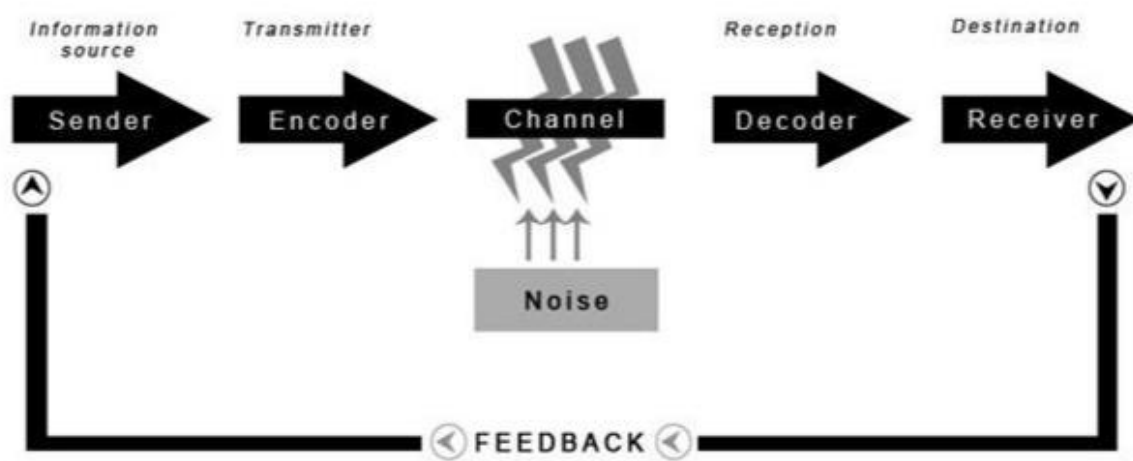 Information
source
Transmitter
Reception
Destination
Sender
Encoder
Channel
Decoder
Receiver
Noise
FEEDBACK